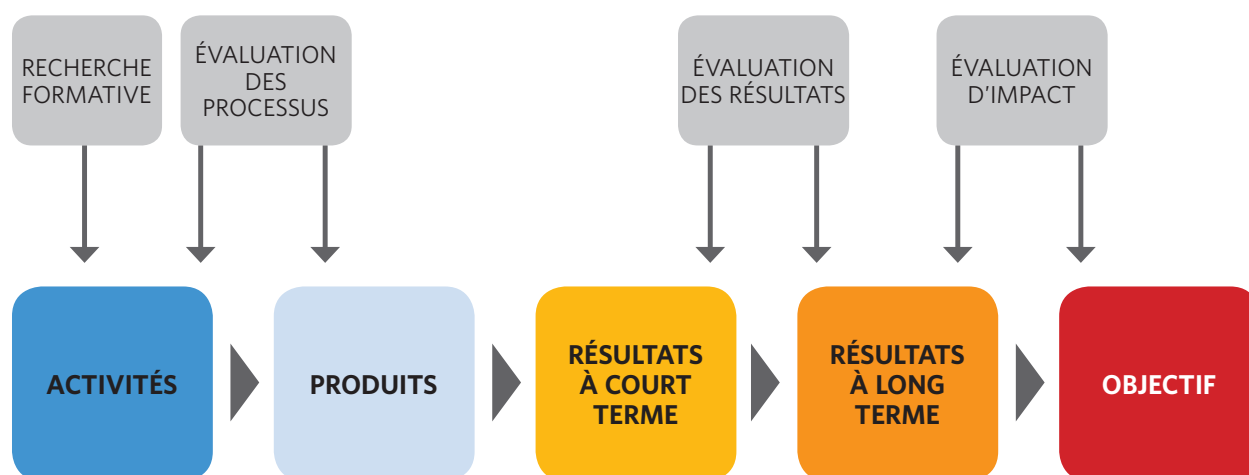 RECHERCHE
FORMATIVE
ÉVALUATION
DES
PROCESSUS
ÉVALUATION
DES RÉSULTATS
ÉVALUATION
D'IMPACT
ACTIVITÉS
PRODUITS
RÉSULTATS
À COURT
TERME
RÉSULTATS
À LONG
TERME
OBJECTIF